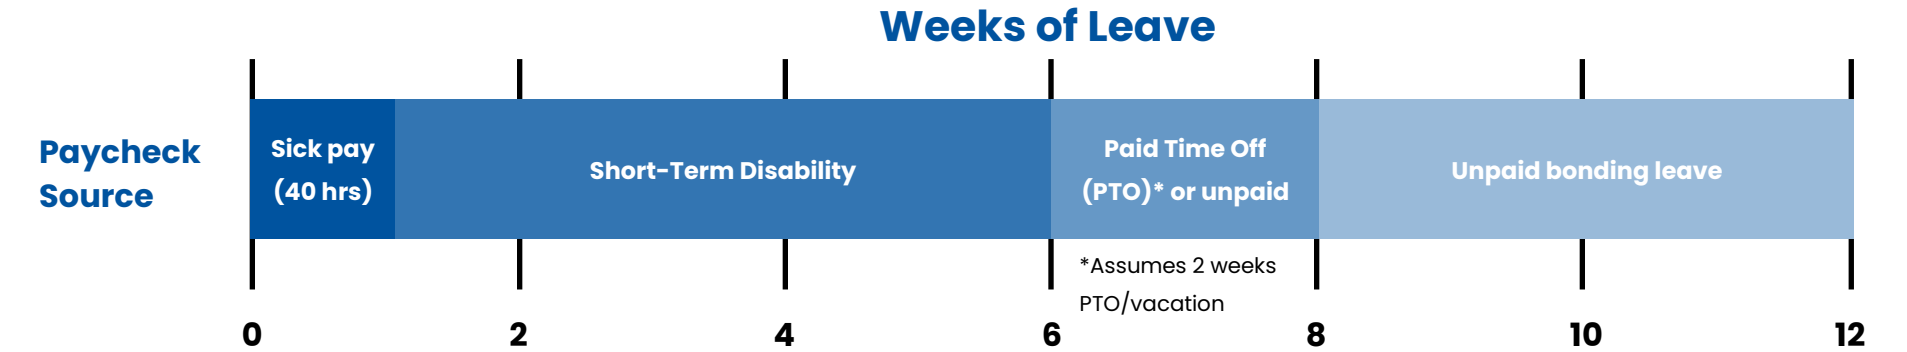 Weeks of Leave
Paycheck
Source
Sick pay
(40 hrs)
Short-Term Disability
Paid Time Off
(PTO)* or unpaid
Unpaid bonding leave
*Assumes 2 weeks
PTO/vacation
0 2 4 6 8 10 12